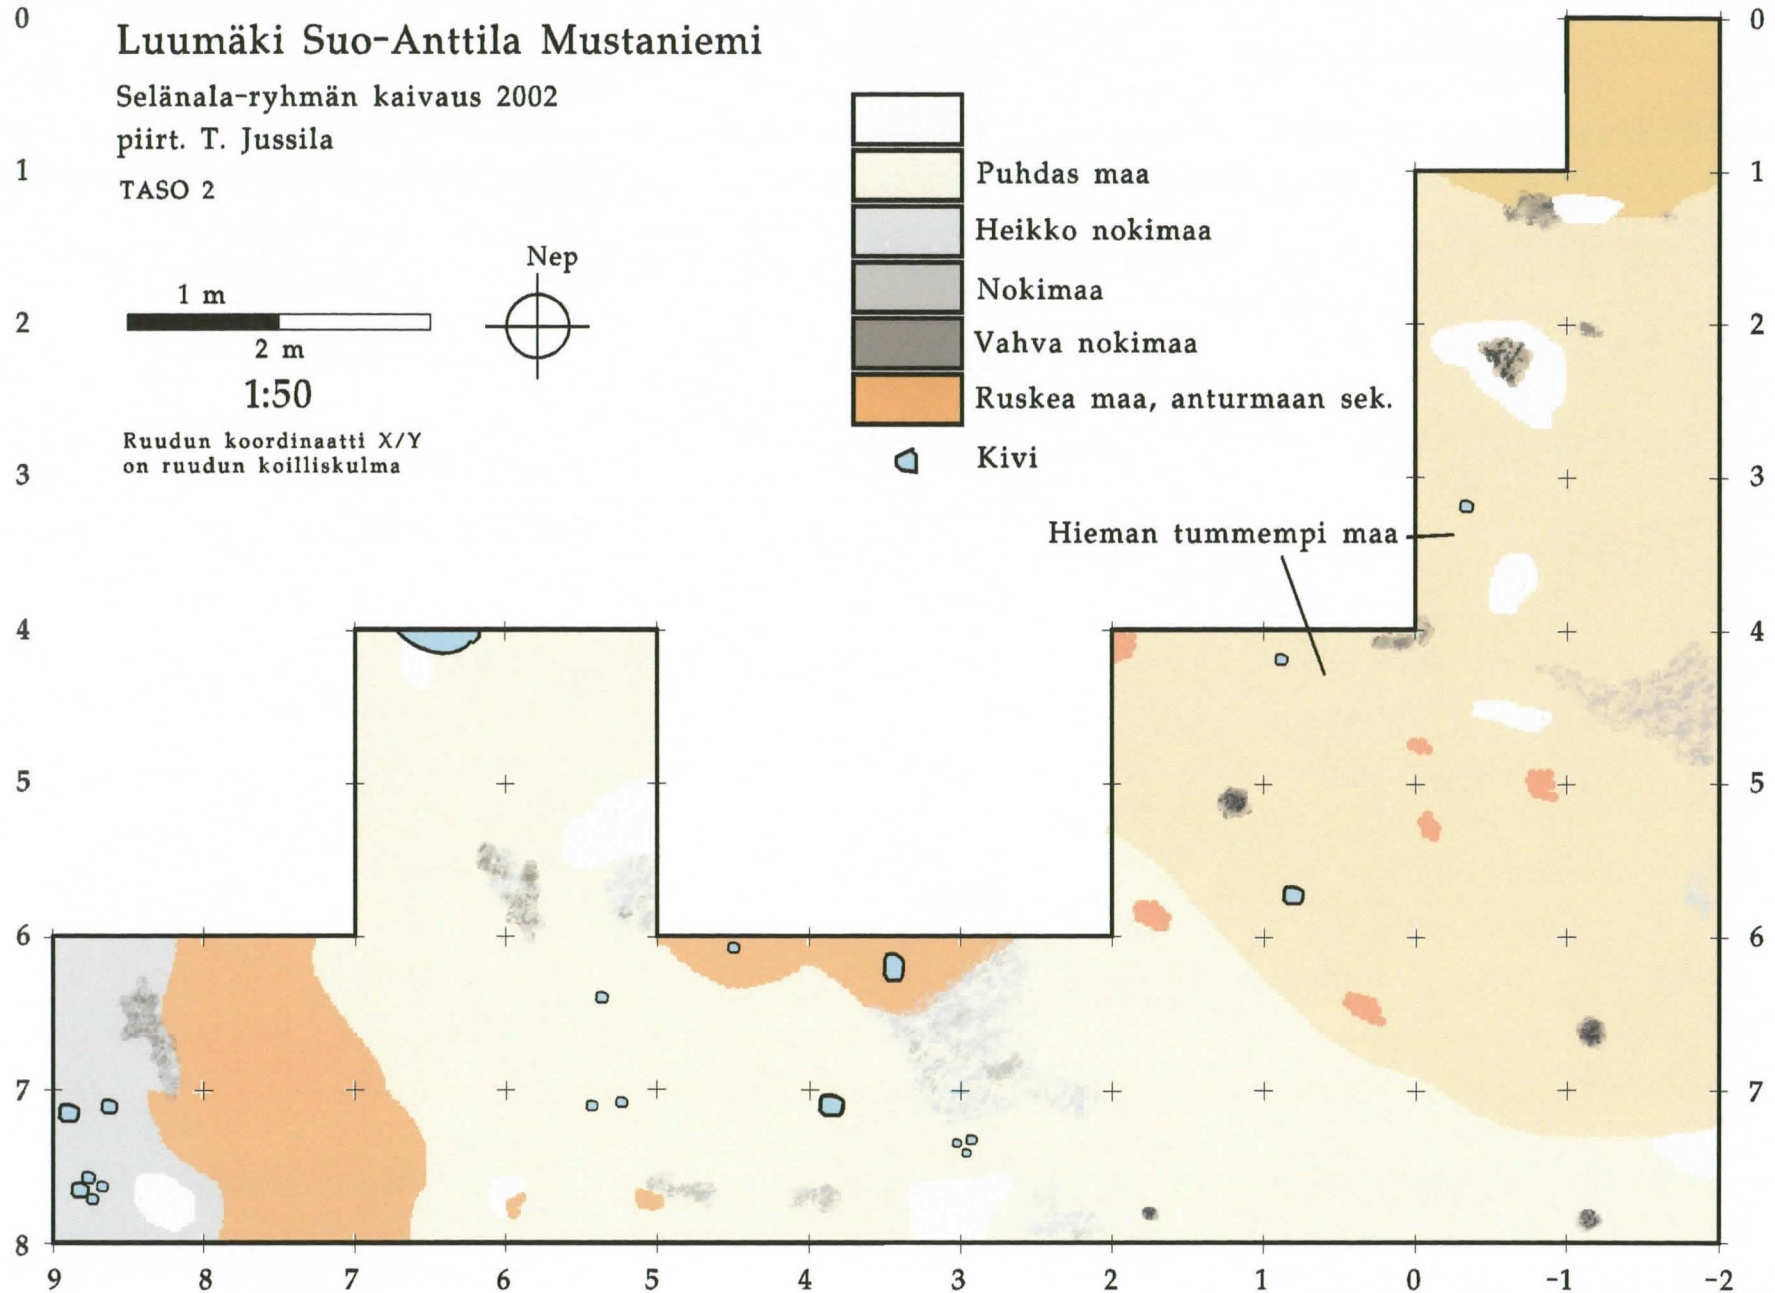 Luumäki Suo-Anttila Mustaniemi
Selänala-ryhmän kaivaus 2002
piirt. T. Jussila
TASO 2
Nep
1 m
2 m
1:50
Ruudun koordinaatti X/Y
on ruudun koilliskulma
Puhdas maa
Heikko nokimaa
Nokimaa
Vahva nokimaa
Ruskea maa, anturmaan sek.
Kivi
Hieman tummempi maa
0
1
2
3
4
5
6
7
8
0
1
2
3
4
5
6
7
9
8
7
6
5
4
3
2
1
0
-1
-2